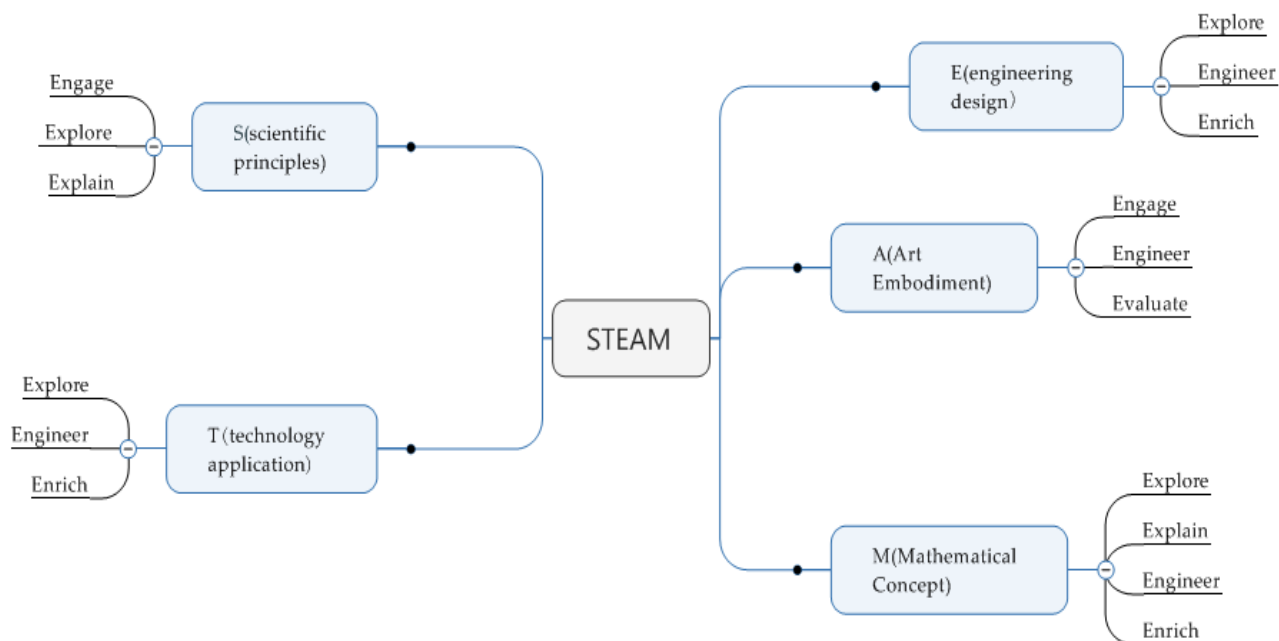 Engage
Explore
Explain
S(scientific
principles)
Explore
Engineer
Enrich
T(technology
application)
STEAM
E(engineering
design）
Explore
Engineer
Enrich
A(Art
Embodiment)
Engage
Engineer
Evaluate
M(Mathematical
Concept)
Explore
Explain
Engineer
Enrich